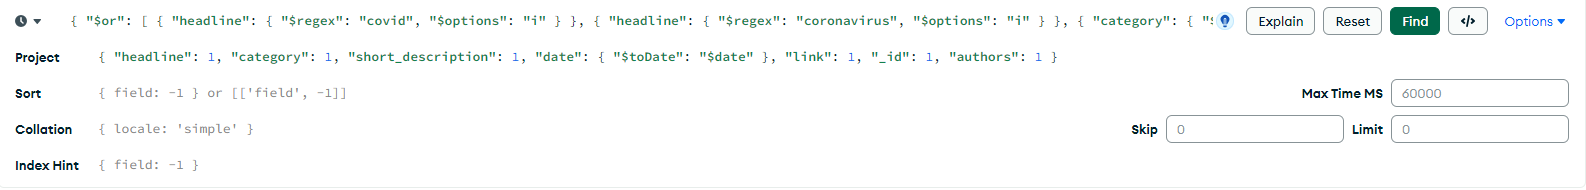 { "$or": [ { "headline": { "$regex": "covid", "$options": "i" } }, { "headline": { "$regex": "coronavirus", "$options": "i" } }, { "category": { "$ Explain Reset Find </> Options
Project { "headline": 1, "category": 1, "short_description": 1, "date": { "$toDate": "$date" }, "link": 1, "_id": 1, "authors": 1 }
Sort { field: -1 } or [['field', -1]] Max Time MS 60000
Collation { locale: 'simple' } Skip 0 Limit 0
Index Hint { field: -1 }